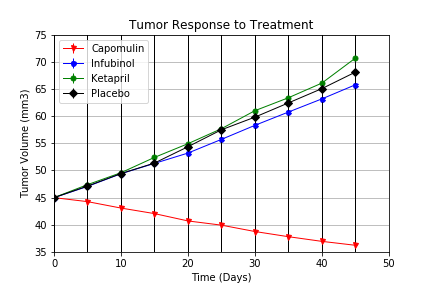 Tumor Response to Treatment
Tumor Volume (mm3)
75
70
65
60
55
50
45
40
35
Capomulin
Infubinol
Ketapril
Placebo
0
10
20
30
40
50
Time (Days)